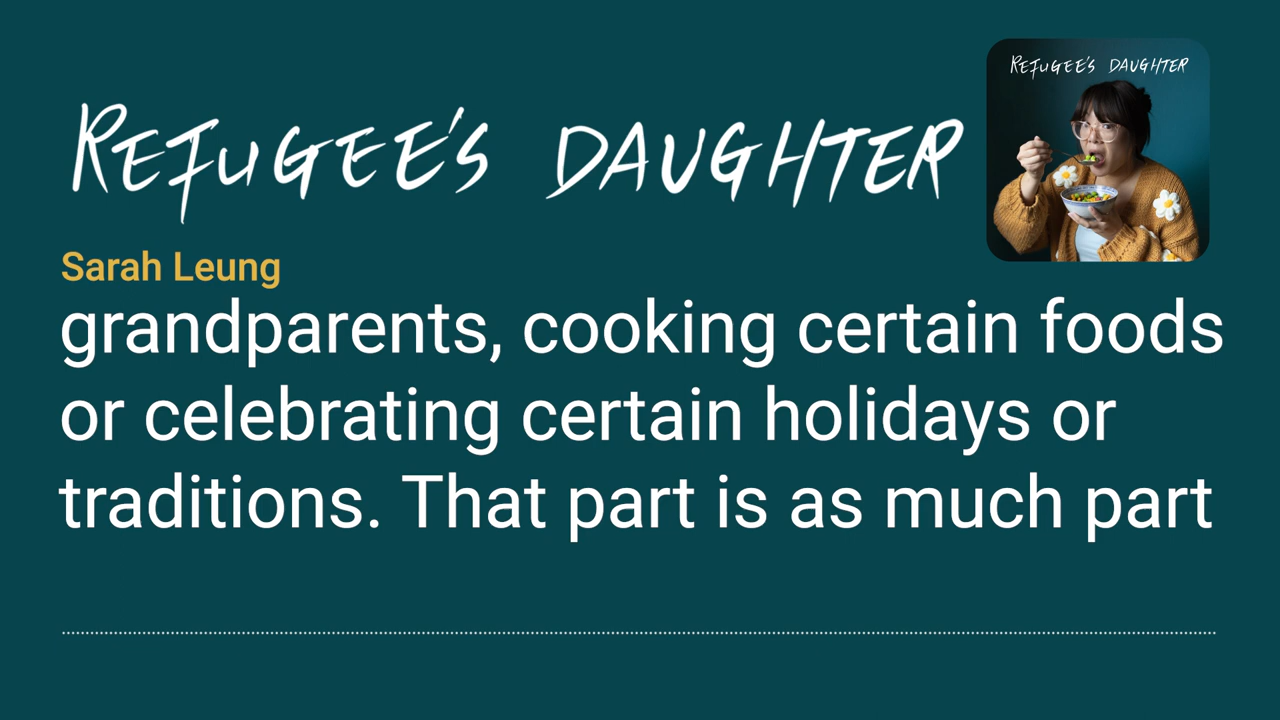 REFUGEE'S DAUGHTER
REFUGEE'S DAUGHTER
Sarah Leung
grandparents, cooking certain foods
or celebrating certain holidays or
traditions. That part is as much part